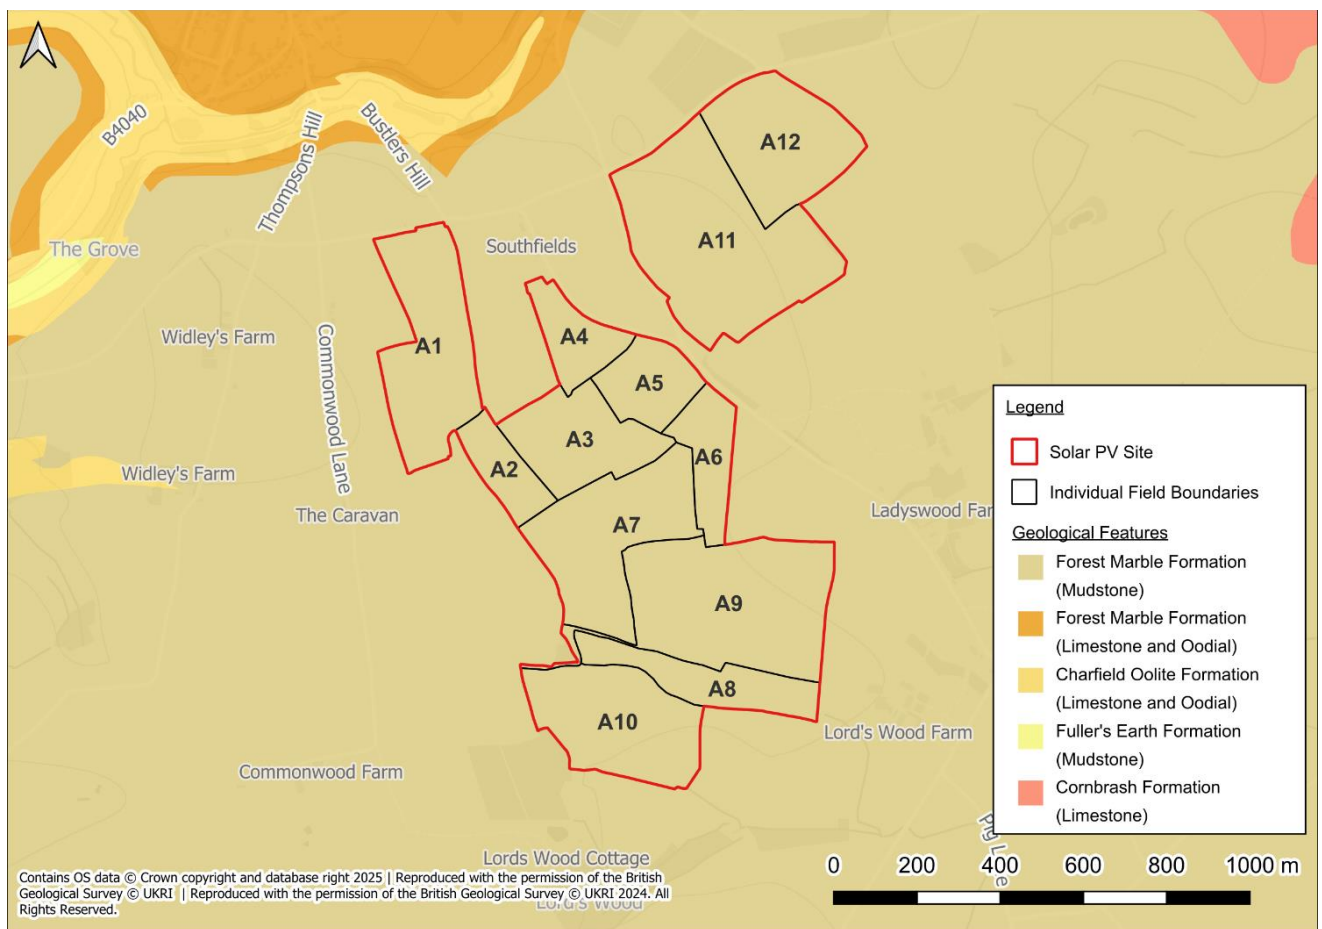 B4040
Thompsons Hill
Bustlers Hill
A12
The Grove
Southfields
A11
Widley's Farm
Commonwood Lane
A1
A4
A5
A3
A6
A2
Widley's Farm
The Caravan
A7
Ladyswood Far
A9
A8
A10
Lord's Wood Farm
Commonwood Farm
Lords Wood Cottage
Lord's Wood
Legend
Solar PV Site
Individual Field Boundaries
Geological Features
Forest Marble Formation
(Mudstone)
Forest Marble Formation
(Limestone and Oodial)
Charfield Oolite Formation
(Limestone and Oodial)
Fuller's Earth Formation
(Mudstone)
Cornbrash Formation
(Limestone)
0 200 400 600 800 1000 m
Contains OS data © Crown copyright and database right 2025 | Reproduced with the permission of the British
Geological Survey © UKRI | Reproduced with the permission of the British Geological Survey © UKRI 2024. All
Rights Reserved.